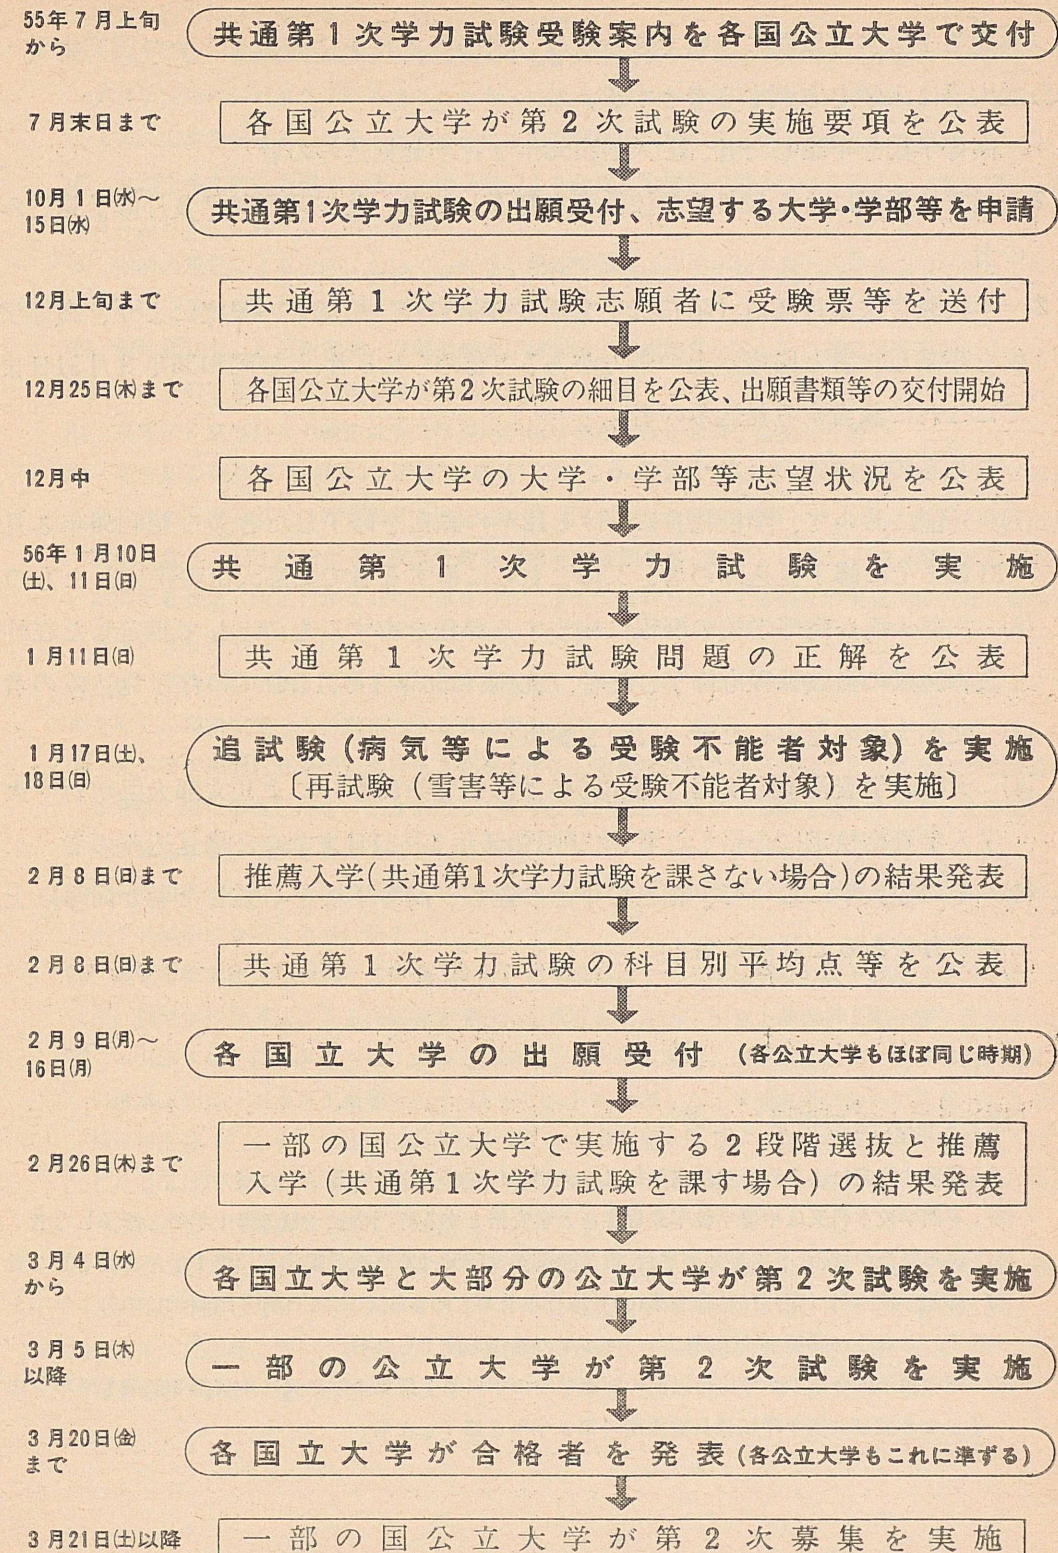 55年7月上旬
から
共通第1次学力試験受験案内を各国公立大学で交付
7月末日まで
各国公立大学が第2次試験の実施要項を公表
10月1日(水)～
15日(水)
共通第1次学力試験の出願受付、志望する大学・学部等を申請
12月上旬まで
共通第1次学力試験志願者に受験票等を送付
12月25日(木)まで
各国公立大学が第2次試験の細目を公表、出願書類等の交付開始
12月中
各国公立大学の大学・学部等志望状況を公表
56年1月10日
(土)、11日(日)
共通第1次学力試験を実施
1月11日(日)
共通第1次学力試験問題の正解を公表
1月17日(土)、
18日(日)
追試験(病気等による受験不能者対象)を実施
〔再試験（雪害等による受験不能者対象）を実施〕
2月8日(日)まで
推薦入学(共通第1次学力試験を課さない場合)の結果発表
2月8日(日)まで
共通第1次学力試験の科目別平均点等を公表
2月9日(月)～
16日(月)
各国立大学の出願受付(各公立大学もほぼ同じ時期)
2月26日(木)まで
一部の国公立大学で実施する2段階選抜と推薦
入学(共通第1次学力試験を課す場合)の結果発表
3月4日(水)
から
各国立大学と大部分の公立大学が第2次試験を実施
3月5日(木)
以降
一部の公立大学が第2次試験を実施
3月20日(金)
まで
各国立大学が合格者を発表(各公立大学もこれに準ずる)
3月21日(土)以降
一部の国公立大学が第2次募集を実施